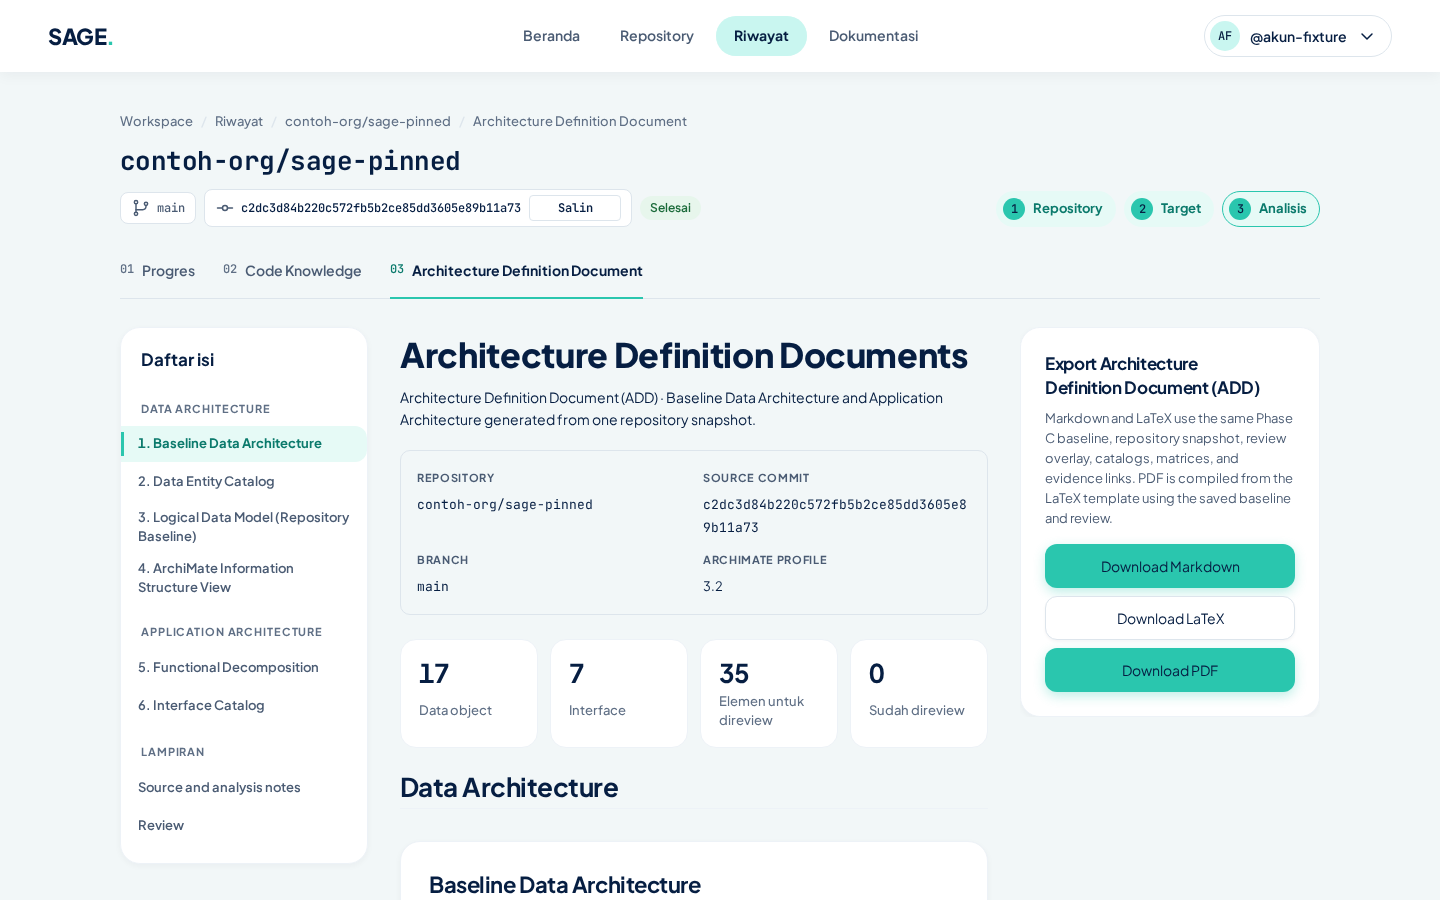 SAGE.
Beranda
Repository
Riwayat
Dokumentasi
AF
@akun-fixture
Workspace / Riwayat / contoh-org/sage-pinned / Architecture Definition Document
contoh-org/sage-pinned
main
c2dc3d84b220c572fb5b2ce85dd3605e89b11a73
Salin
Selesai
1 Repository
2 Target
3 Analisis
01 Progres
02 Code Knowledge
03 Architecture Definition Document
Daftar isi
DATA ARCHITECTURE
1. Baseline Data Architecture
2. Data Entity Catalog
3. Logical Data Model (Repository
Baseline)
4. ArchiMate Information
Structure View
APPLICATION ARCHITECTURE
5. Functional Decomposition
6. Interface Catalog
LAMPIRAN
Source and analysis notes
Review
Architecture Definition Documents
Architecture Definition Document (ADD) · Baseline Data Architecture and Application
Architecture generated from one repository snapshot.
REPOSITORY
contoh-org/sage-pinned
SOURCE COMMIT
c2dc3d84b220c572fb5b2ce85dd3605e8
9b11a73
BRANCH
main
ARCHIMATE PROFILE
3.2
17
Data object
7
Interface
35
Elemen untuk
direview
0
Sudah direview
Data Architecture
Baseline Data Architecture
Export Architecture
Definition Document (ADD)
Markdown and LaTeX use the same Phase
C baseline, repository snapshot, review
overlay, catalogs, matrices, and
evidence links. PDF is compiled from the
LaTeX template using the saved baseline
and review.
Download Markdown
Download LaTeX
Download PDF